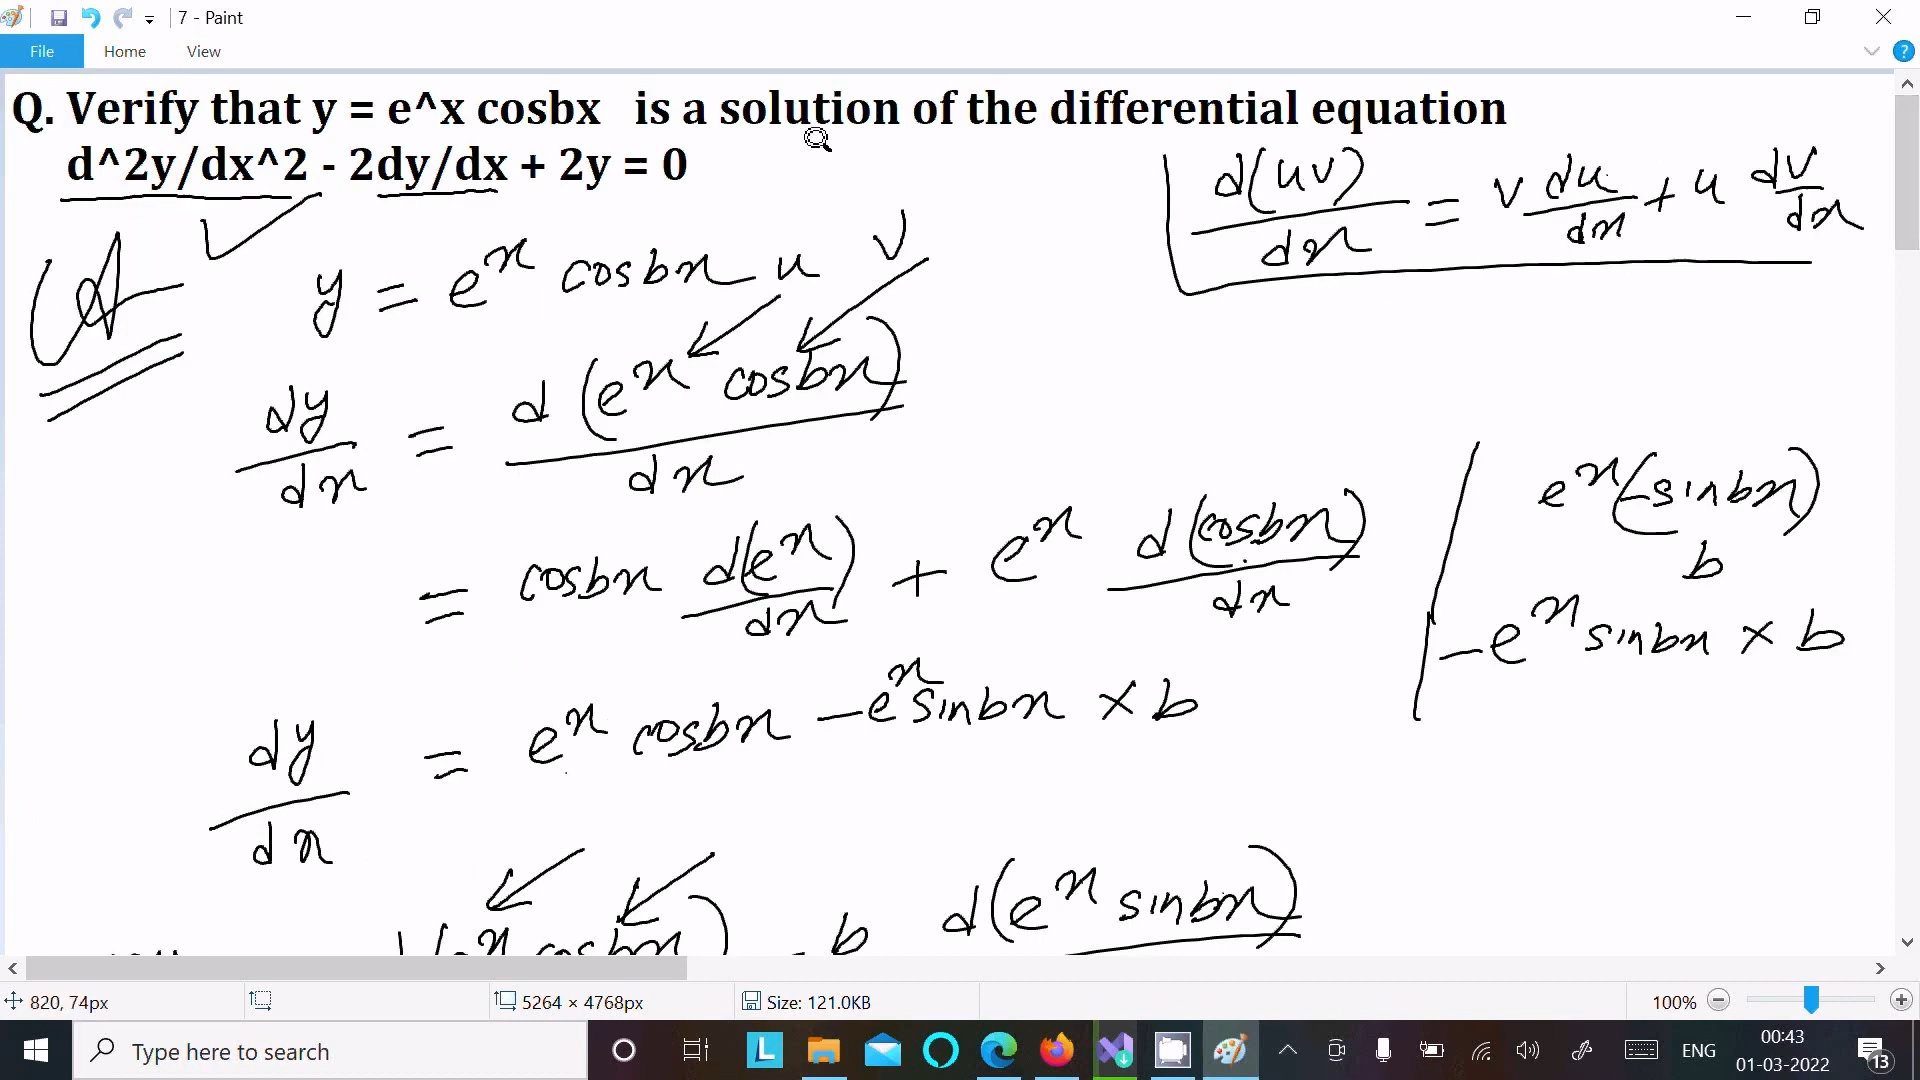 7 - Paint
File Home View
Q. Verify that y = e^x cosbx is a solution of the differential equation
d^2y/dx^2 - 2dy/dx + 2y = 0
d(uv)/dx = v du/dx + u dv/dx
y = e^x cosbx u v
dy/dx = d(e^x cosbx)/dx
= cosbx d(e^x)/dx + e^x d(cosbx)/dx
e^x(-sinbx)
b
-e^x sinbx × b
dy/dx = e^x cosbx - e^x sinbx × b
d(e^x cosbx) - b d(e^x sinbx)
820, 74px 5264 × 4768px Size: 121.0KB 100%
Type here to search
L
ENG
00:43
01-03-2022
13